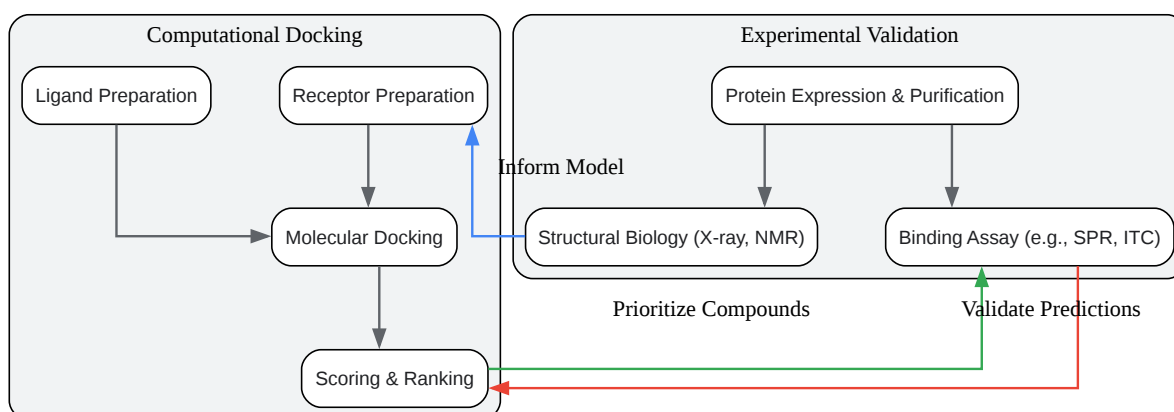 Computational Docking
Experimental Validation
Ligand Preparation
Receptor Preparation
Protein Expression & Purification
Inform Model
Molecular Docking
Structural Biology (X-ray, NMR)
Binding Assay (e.g., SPR, ITC)
Prioritize Compounds
Validate Predictions
Scoring & Ranking